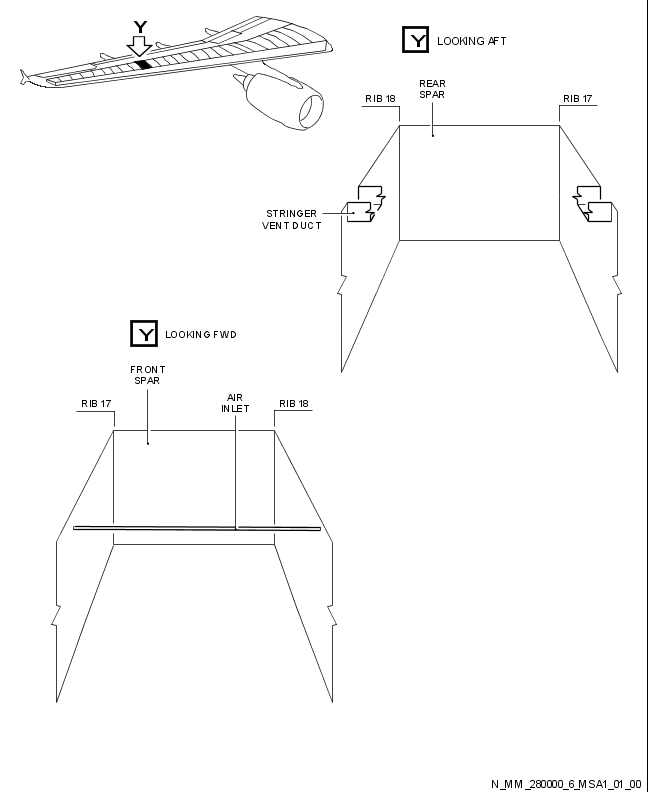 Y
Y LOOKING AFT
REAR
SPAR
RIB 18
RIB 17
STRINGER
VENT DUCT
Y LOOKING FWD
FRONT
SPAR
RIB 17
AIR
INLET
RIB 18
N_MM_280000_6_MSA1_01_00